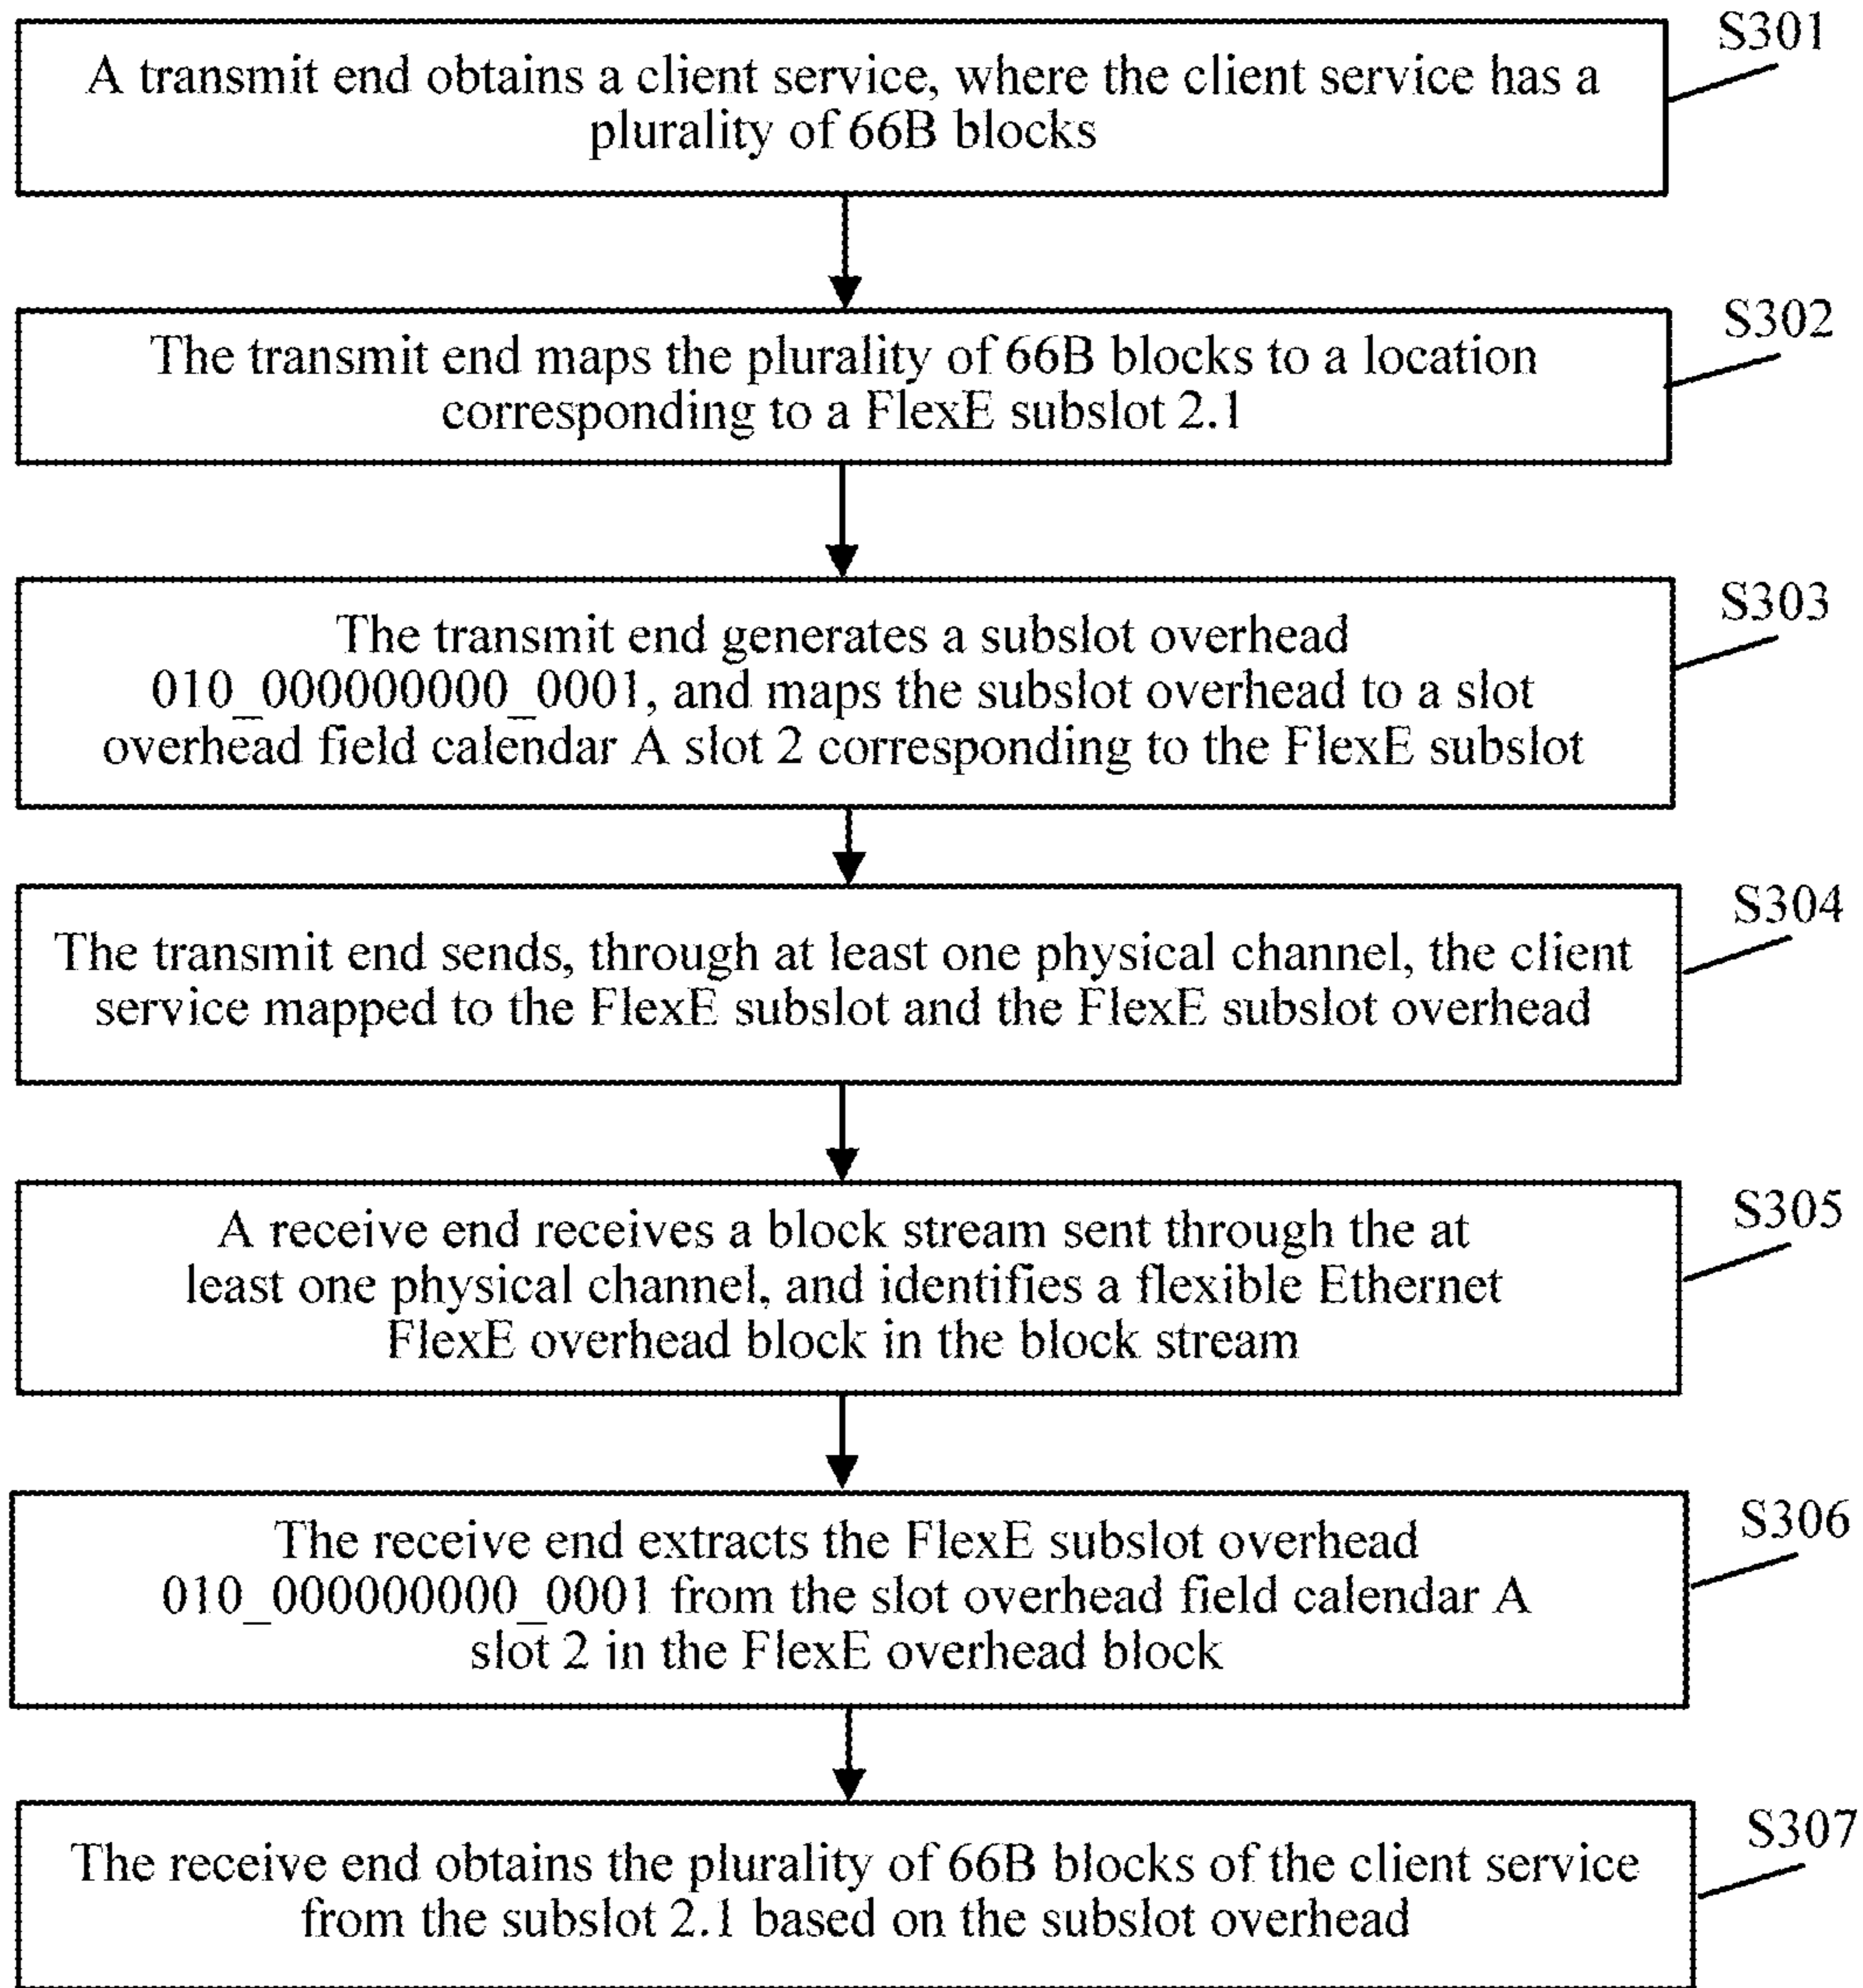 S301
A transmit end obtains a client service, where the client service has a
plurality of 66B blocks
S302
The transmit end maps the plurality of 66B blocks to a location
corresponding to a FlexE subslot 2.1
S303
The transmit end generates a subslot overhead
010_000000000_0001, and maps the subslot overhead to a slot
overhead field calendar A slot 2 corresponding to the FlexE subslot
S304
The transmit end sends, through at least one physical channel, the client
service mapped to the FlexE subslot and the FlexE subslot overhead
S305
A receive end receives a block stream sent through the at
least one physical channel, and identifies a flexible Ethernet
FlexE overhead block in the block stream
S306
The receive end extracts the FlexE subslot overhead
010_000000000_0001 from the slot overhead field calendar A
slot 2 in the FlexE overhead block
S307
The receive end obtains the plurality of 66B blocks of the client service
from the subslot 2.1 based on the subslot overhead